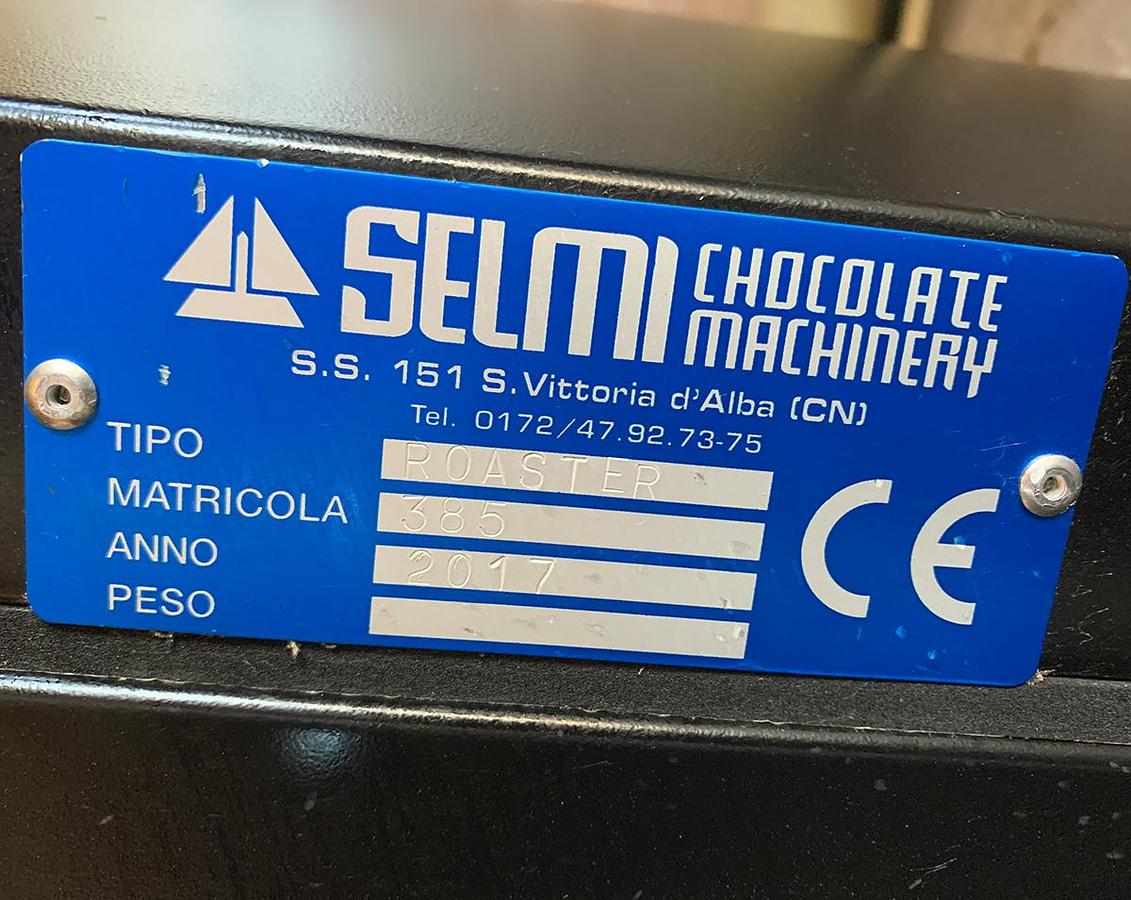 SELMI CHOCOLATE MACHINERY
S.S. 151 S.Vittoria d'Alba (CN)
Tel. 0172/47.92.73-75
TIPO ROASTER
MATRICOLA 385
ANNO 2017
PESO
CE